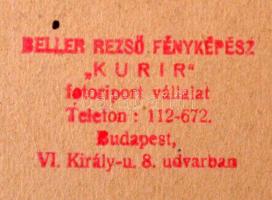 BELLER REZSŐ FÉNYKÉPÉSZ
„KURIR"
fotoriport vállalat
Telefon : 112-672.
Budapest,
VI. Király-u. 8. udvarban